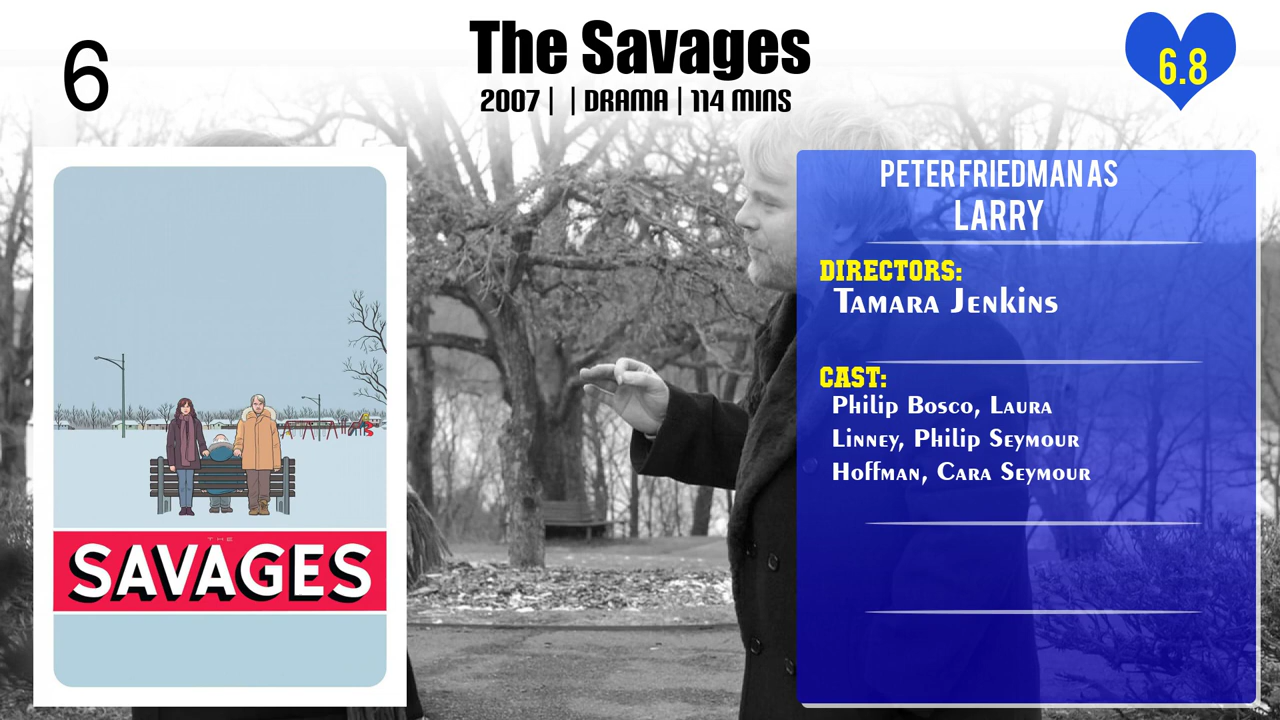 6
The Savages
2007 | | DRAMA | 114 MINS
6.8
PETER FRIEDMAN AS
LARRY
DIRECTORS:
Tamara Jenkins
CAST:
Philip Bosco, Laura
Linney, Philip Seymour
Hoffman, Cara Seymour
THE
SAVAGES